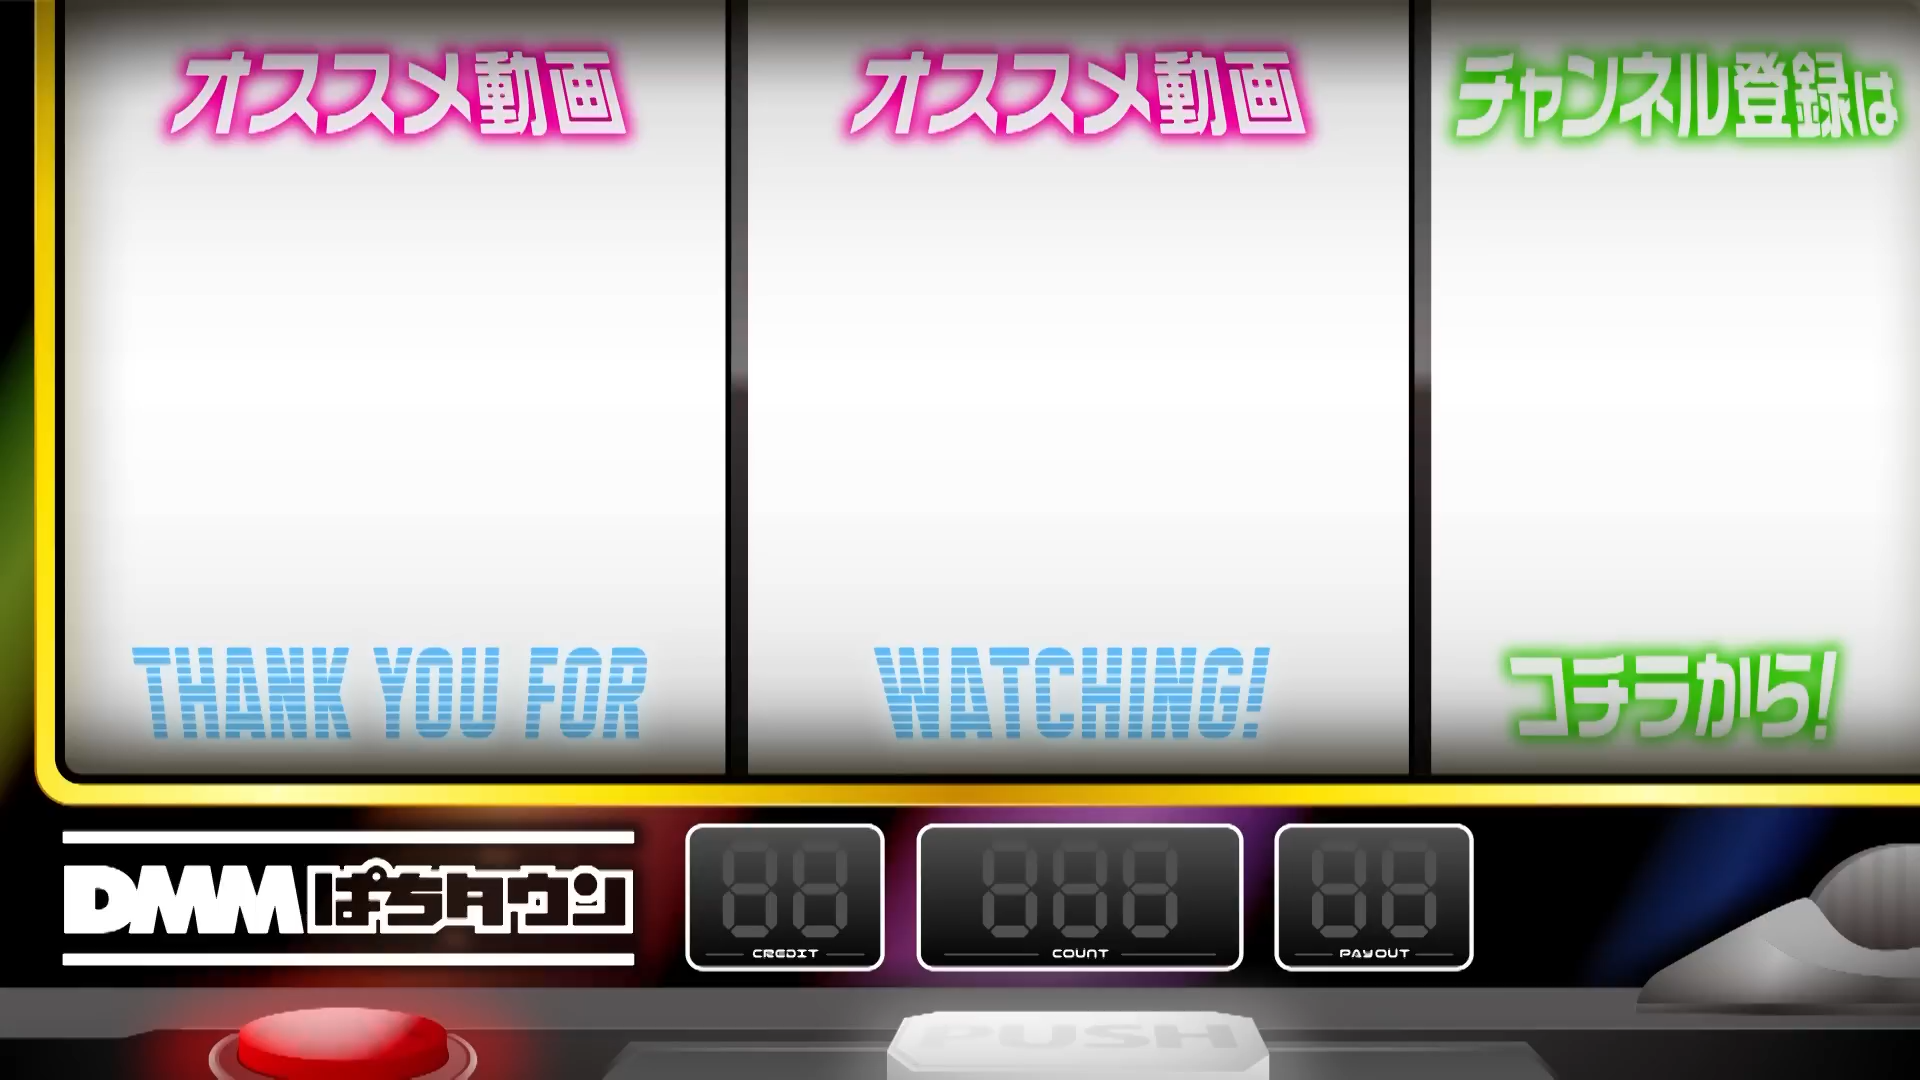 オススメ動画
オススメ動画
チャンネル登録は
THANK YOU FOR
WATCHING!
コチラから!
DMMぱちタウン
CREDIT
COUNT
PAYOUT
PUSH